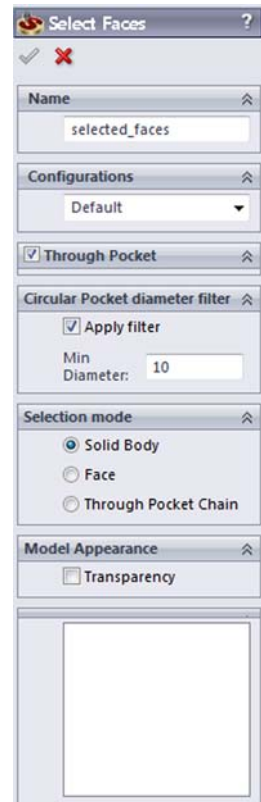 Select Faces ?
Name
selected_faces
Configurations
Default
Through Pocket
Circular Pocket diameter filter
Apply filter
Min
Diameter: 10
Selection mode
Solid Body
Face
Through Pocket Chain
Model Appearance
Transparency